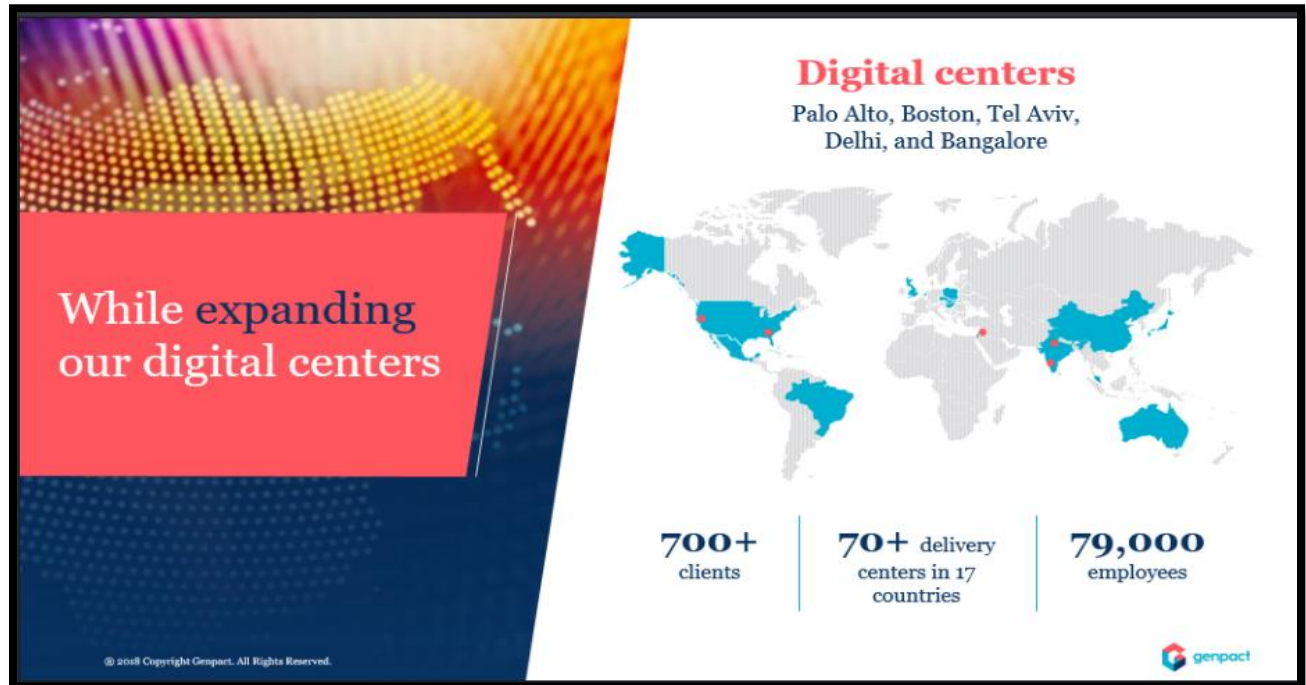 While expanding
our digital centers
Digital centers
Palo Alto, Boston, Tel Aviv,
Delhi, and Bangalore
700+
clients
70+ delivery
centers in 17
countries
79,000
employees
® 2018 Copyright Genpact. All Rights Reserved.
genpact